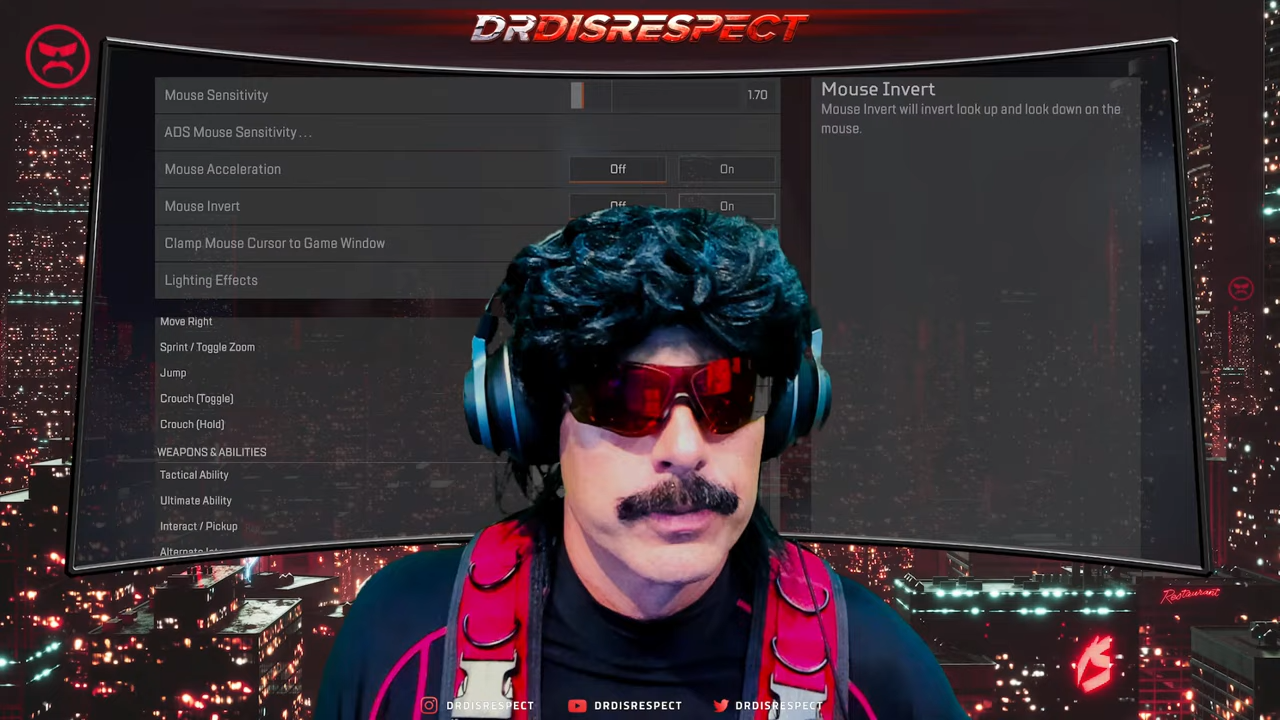 DRDISRESPECT
Mouse Sensitivity 1.70
ADS Mouse Sensitivity...
Mouse Acceleration Off On
Mouse Invert Off On
Clamp Mouse Cursor to Game Window
Lighting Effects
Move Right
Sprint / Toggle Zoom
Jump
Crouch (Toggle)
Crouch (Hold)
WEAPONS & ABILITIES
Tactical Ability
Ultimate Ability
Interact / Pickup
Alternate
Mouse Invert
Mouse Invert will invert look up and look down on the
mouse.
Restaurant
DRDISRESPECT DRDISRESPECT DRDISRESPECT